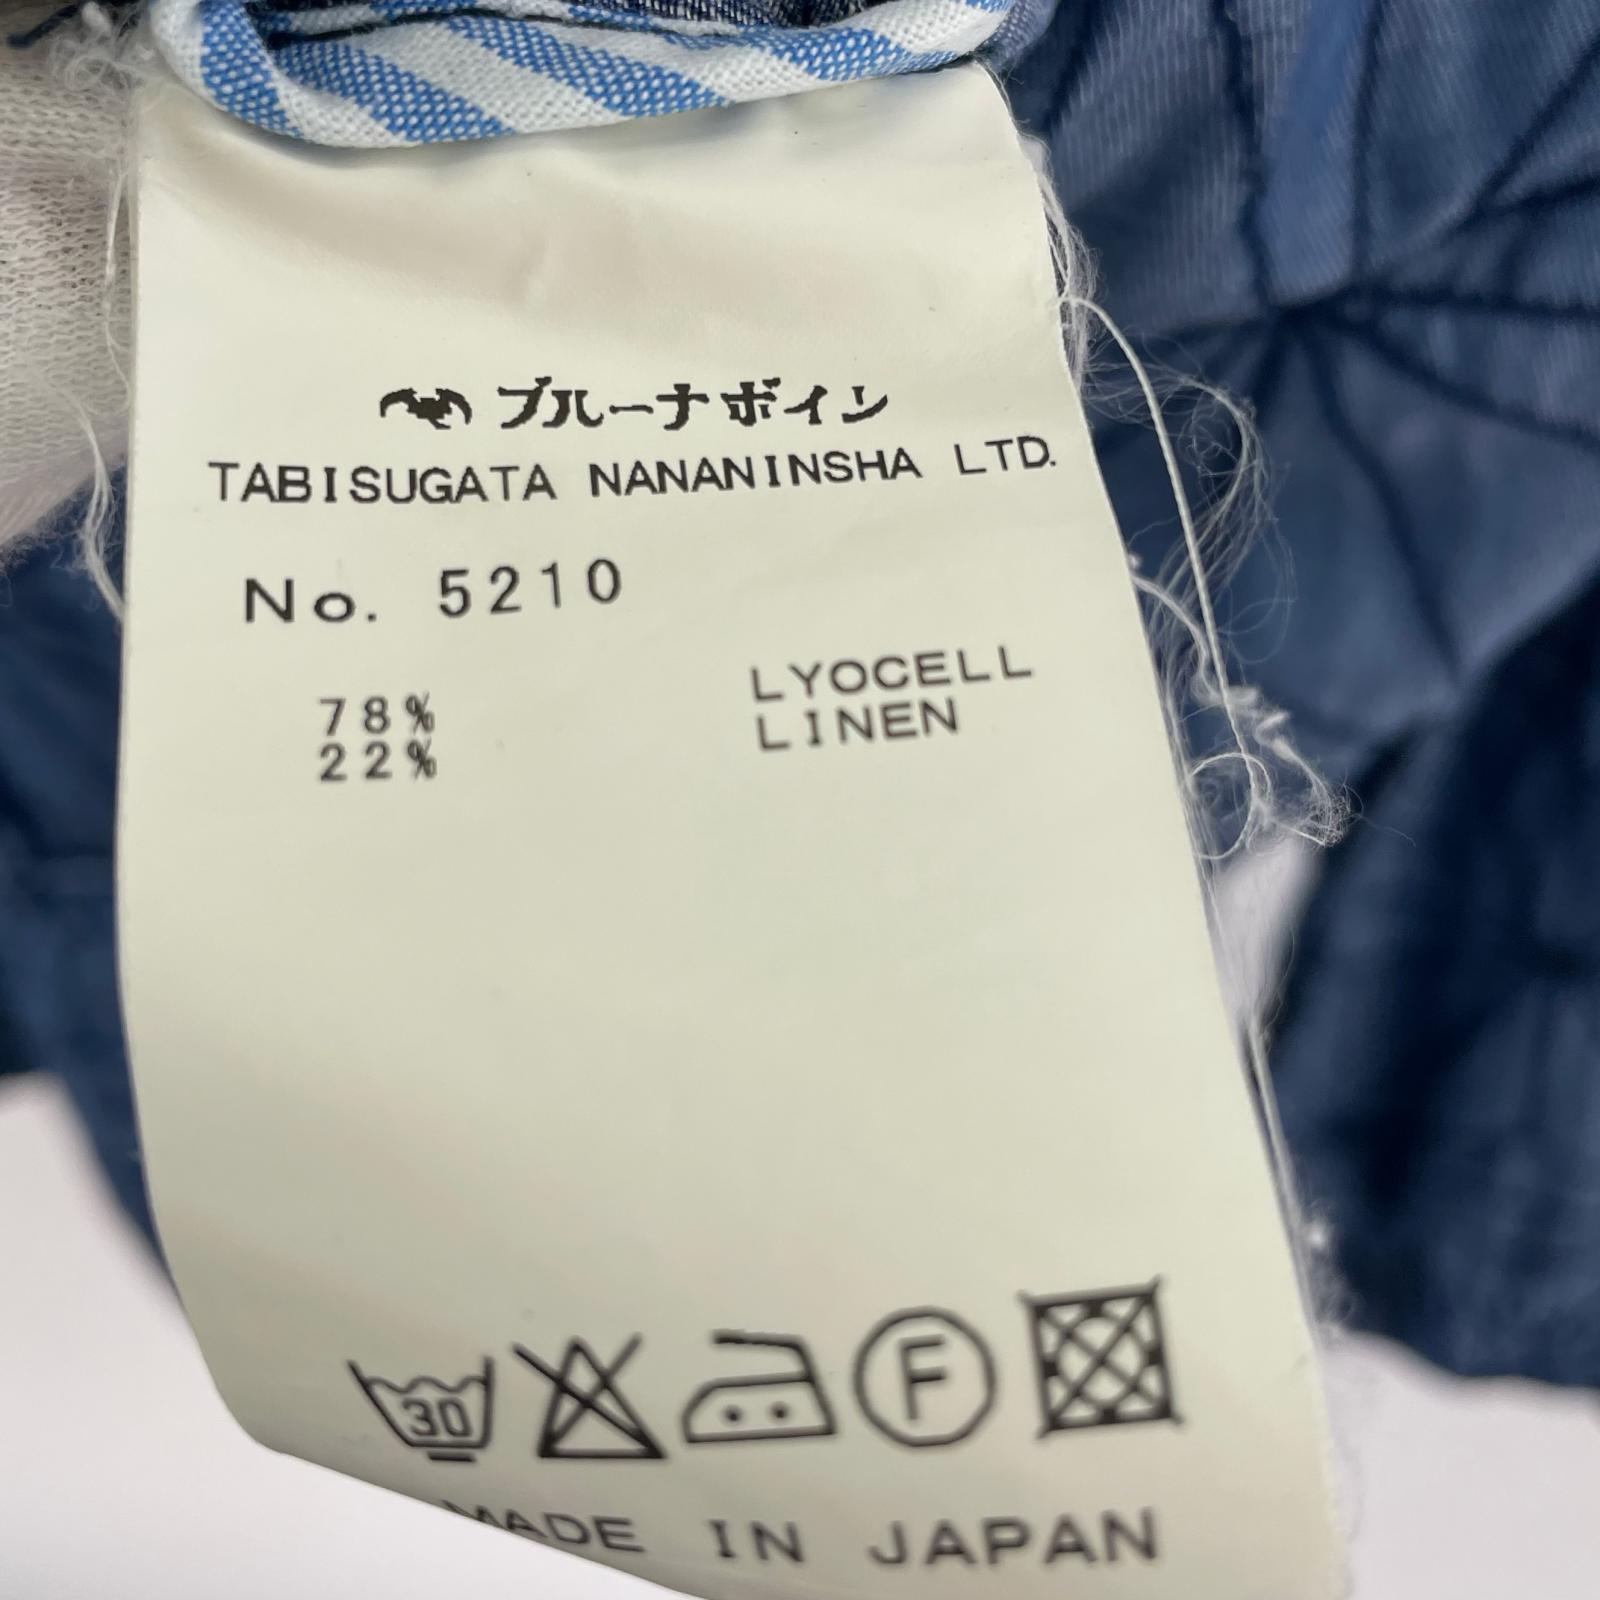 ブルーナボイン
TABISUGATA NANANINSHA LTD.
No. 5210
78% LYOCELL
22% LINEN
30
F
MADE IN JAPAN